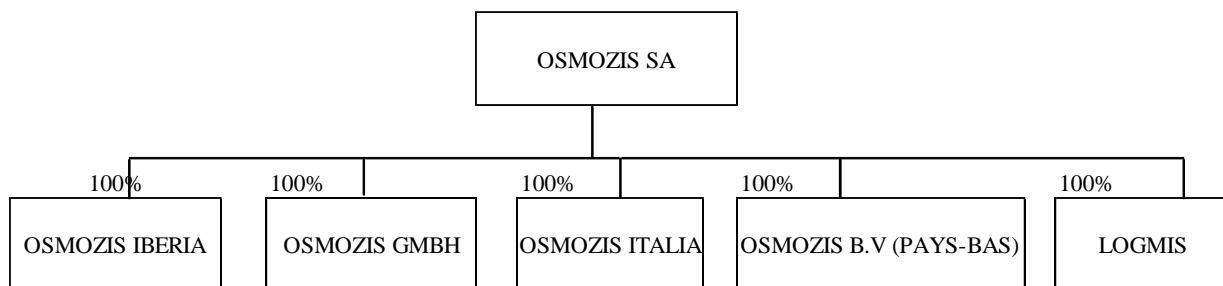 OSMOZIS SA
100% 100% 100% 100% 100%
OSMOZIS IBERIA OSMOZIS GMBH OSMOZIS ITALIA OSMOZIS B.V (PAYS-BAS) LOGMIS